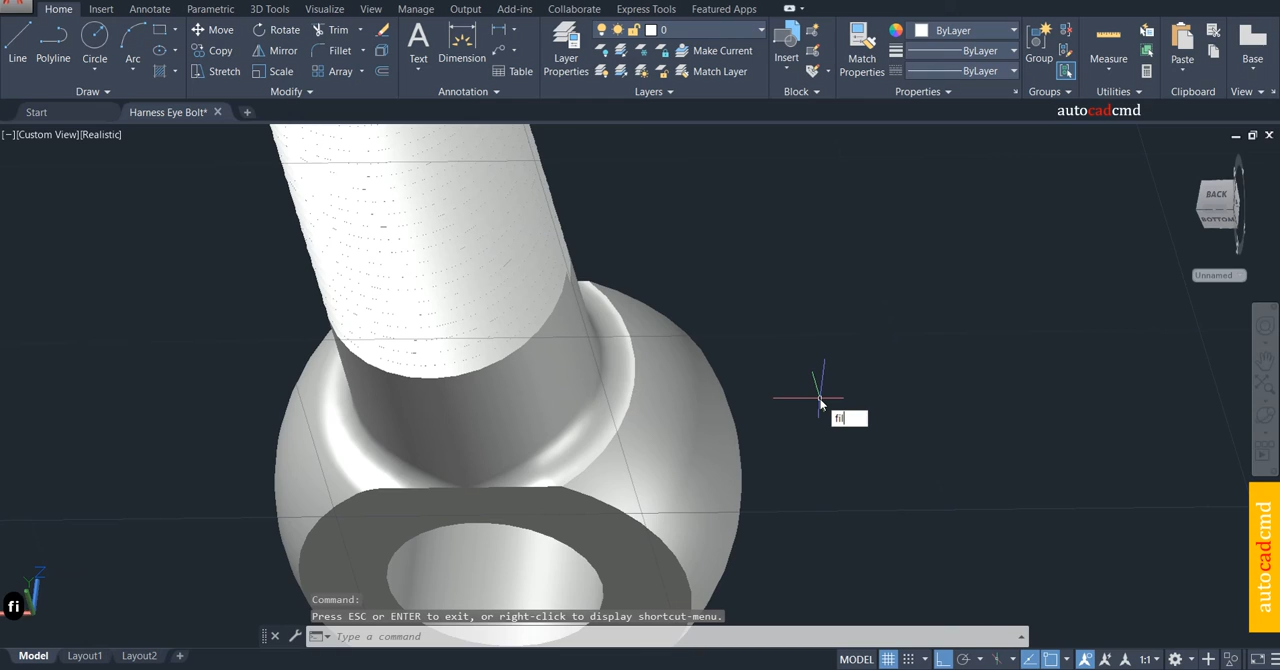 Home Insert Annotate Parametric 3D Tools Visualize View Manage Output Add-ins Collaborate Express Tools Featured Apps
Line Polyline Circle Arc
Move Rotate Trim
Copy Mirror Fillet
Stretch Scale Array
Text Dimension Table
Layer Properties
0
Make Current
Match Layer
Insert
Match Properties
ByLayer
ByLayer
ByLayer
Group
Measure
Paste
Base
Draw Modify Annotation Layers Block Properties Groups Utilities Clipboard View
Start Harness Eye Bolt*
autocadcmd
[−][Custom View][Realistic]
BACK
BOTTOM
Unnamed
fil
autocadcmd
Z
Y
fi
Command:
Press ESC or ENTER to exit, or right-click to display shortcut-menu.
Type a command
Model Layout1 Layout2
MODEL 1:1